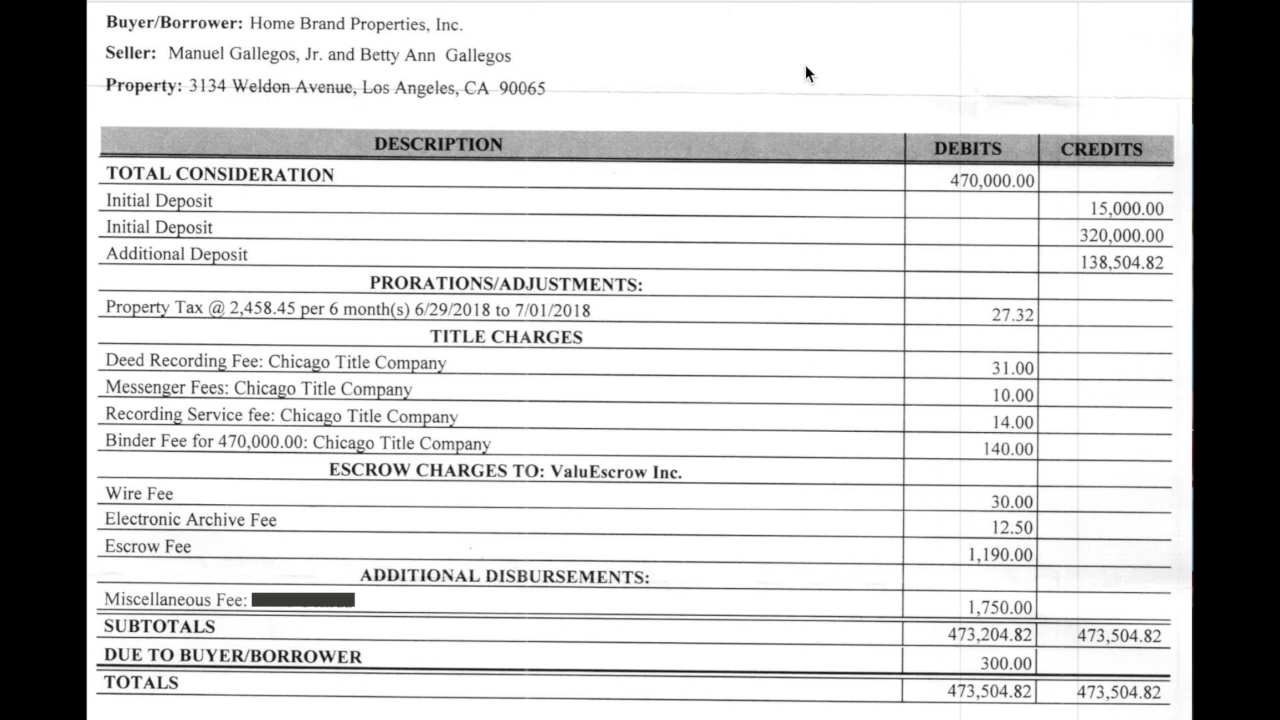 Buyer/Borrower: Home Brand Properties, Inc.
Seller: Manuel Gallegos, Jr. and Betty Ann Gallegos
Property: 3134 Weldon Avenue, Los Angeles, CA 90065
DESCRIPTION DEBITS CREDITS
TOTAL CONSIDERATION 470,000.00
Initial Deposit 15,000.00
Initial Deposit 320,000.00
Additional Deposit 138,504.82
PRORATIONS/ADJUSTMENTS:
Property Tax @ 2,458.45 per 6 month(s) 6/29/2018 to 7/01/2018 27.32
TITLE CHARGES
Deed Recording Fee: Chicago Title Company 31.00
Messenger Fees: Chicago Title Company 10.00
Recording Service fee: Chicago Title Company 14.00
Binder Fee for 470,000.00: Chicago Title Company 140.00
ESCROW CHARGES TO: ValuEscrow Inc.
Wire Fee 30.00
Electronic Archive Fee 12.50
Escrow Fee 1,190.00
ADDITIONAL DISBURSEMENTS:
Miscellaneous Fee: 1,750.00
SUBTOTALS 473,204.82 473,504.82
DUE TO BUYER/BORROWER 300.00
TOTALS 473,504.82 473,504.82